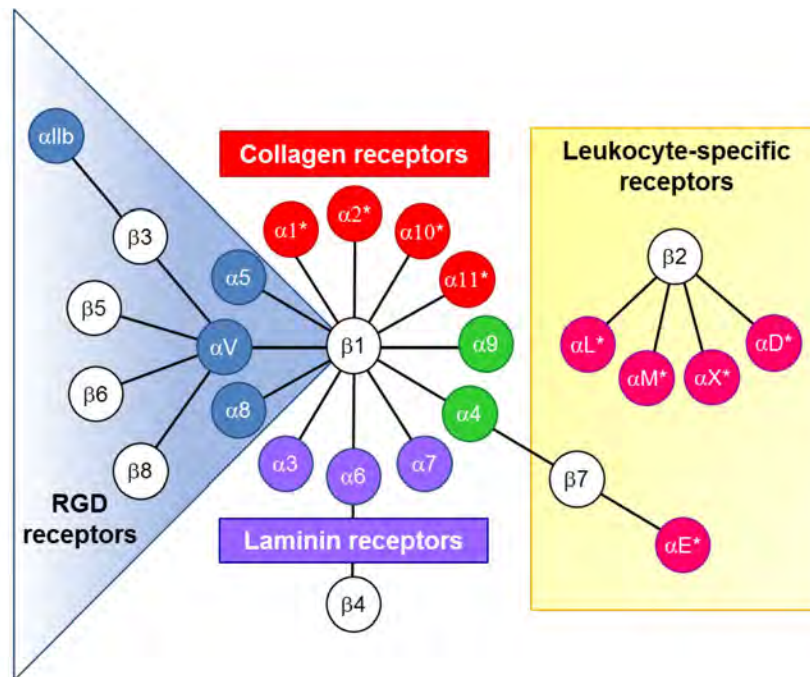 αIIb
Collagen receptors
Leukocyte-specific
receptors
β3
α1*
α2*
α10*
α11*
β2
α5
β5
αV
β1
α9
αL*
αM*
αX*
αD*
β6
α8
α4
β8
α3
α6
α7
β7
RGD
receptors
Laminin receptors
αE*
β4